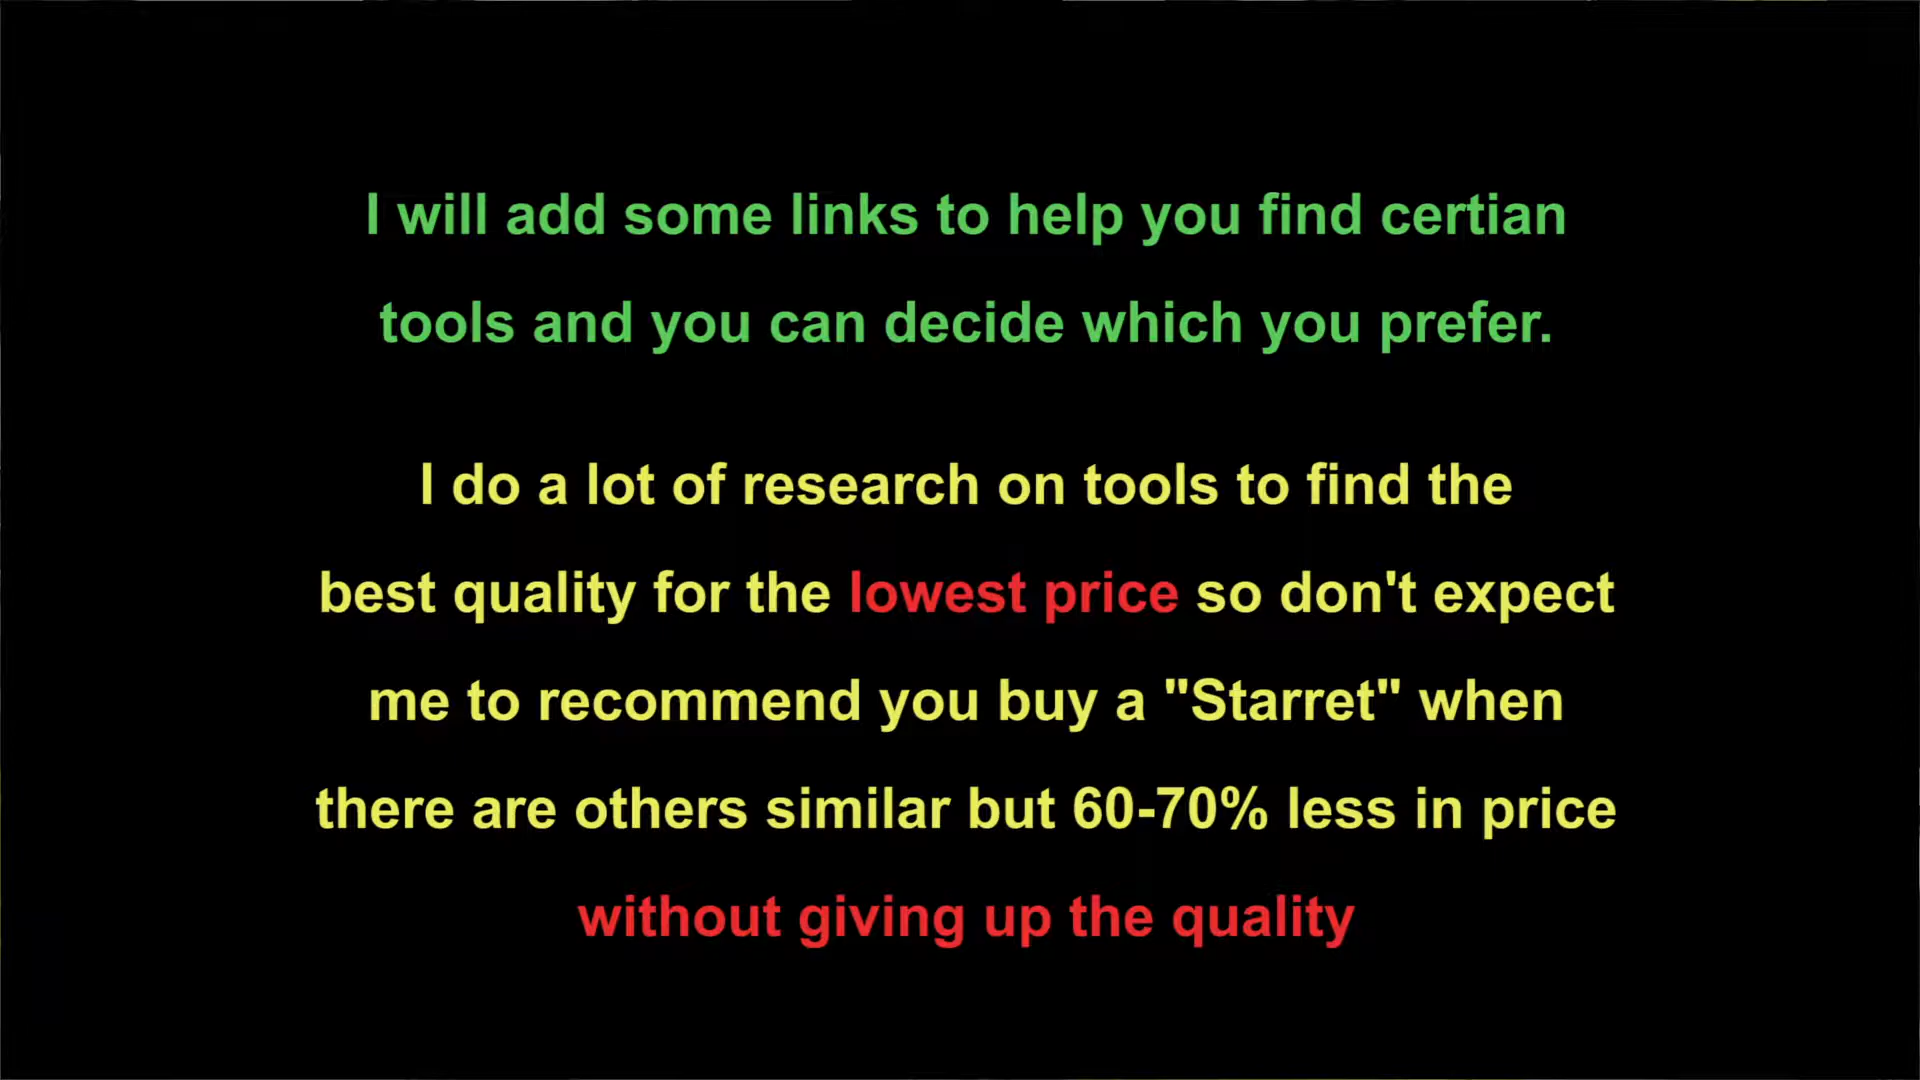 I will add some links to help you find certian
tools and you can decide which you prefer.
I do a lot of research on tools to find the
best quality for the lowest price so don't expect
me to recommend you buy a "Starret" when
there are others similar but 60-70% less in price
without giving up the quality